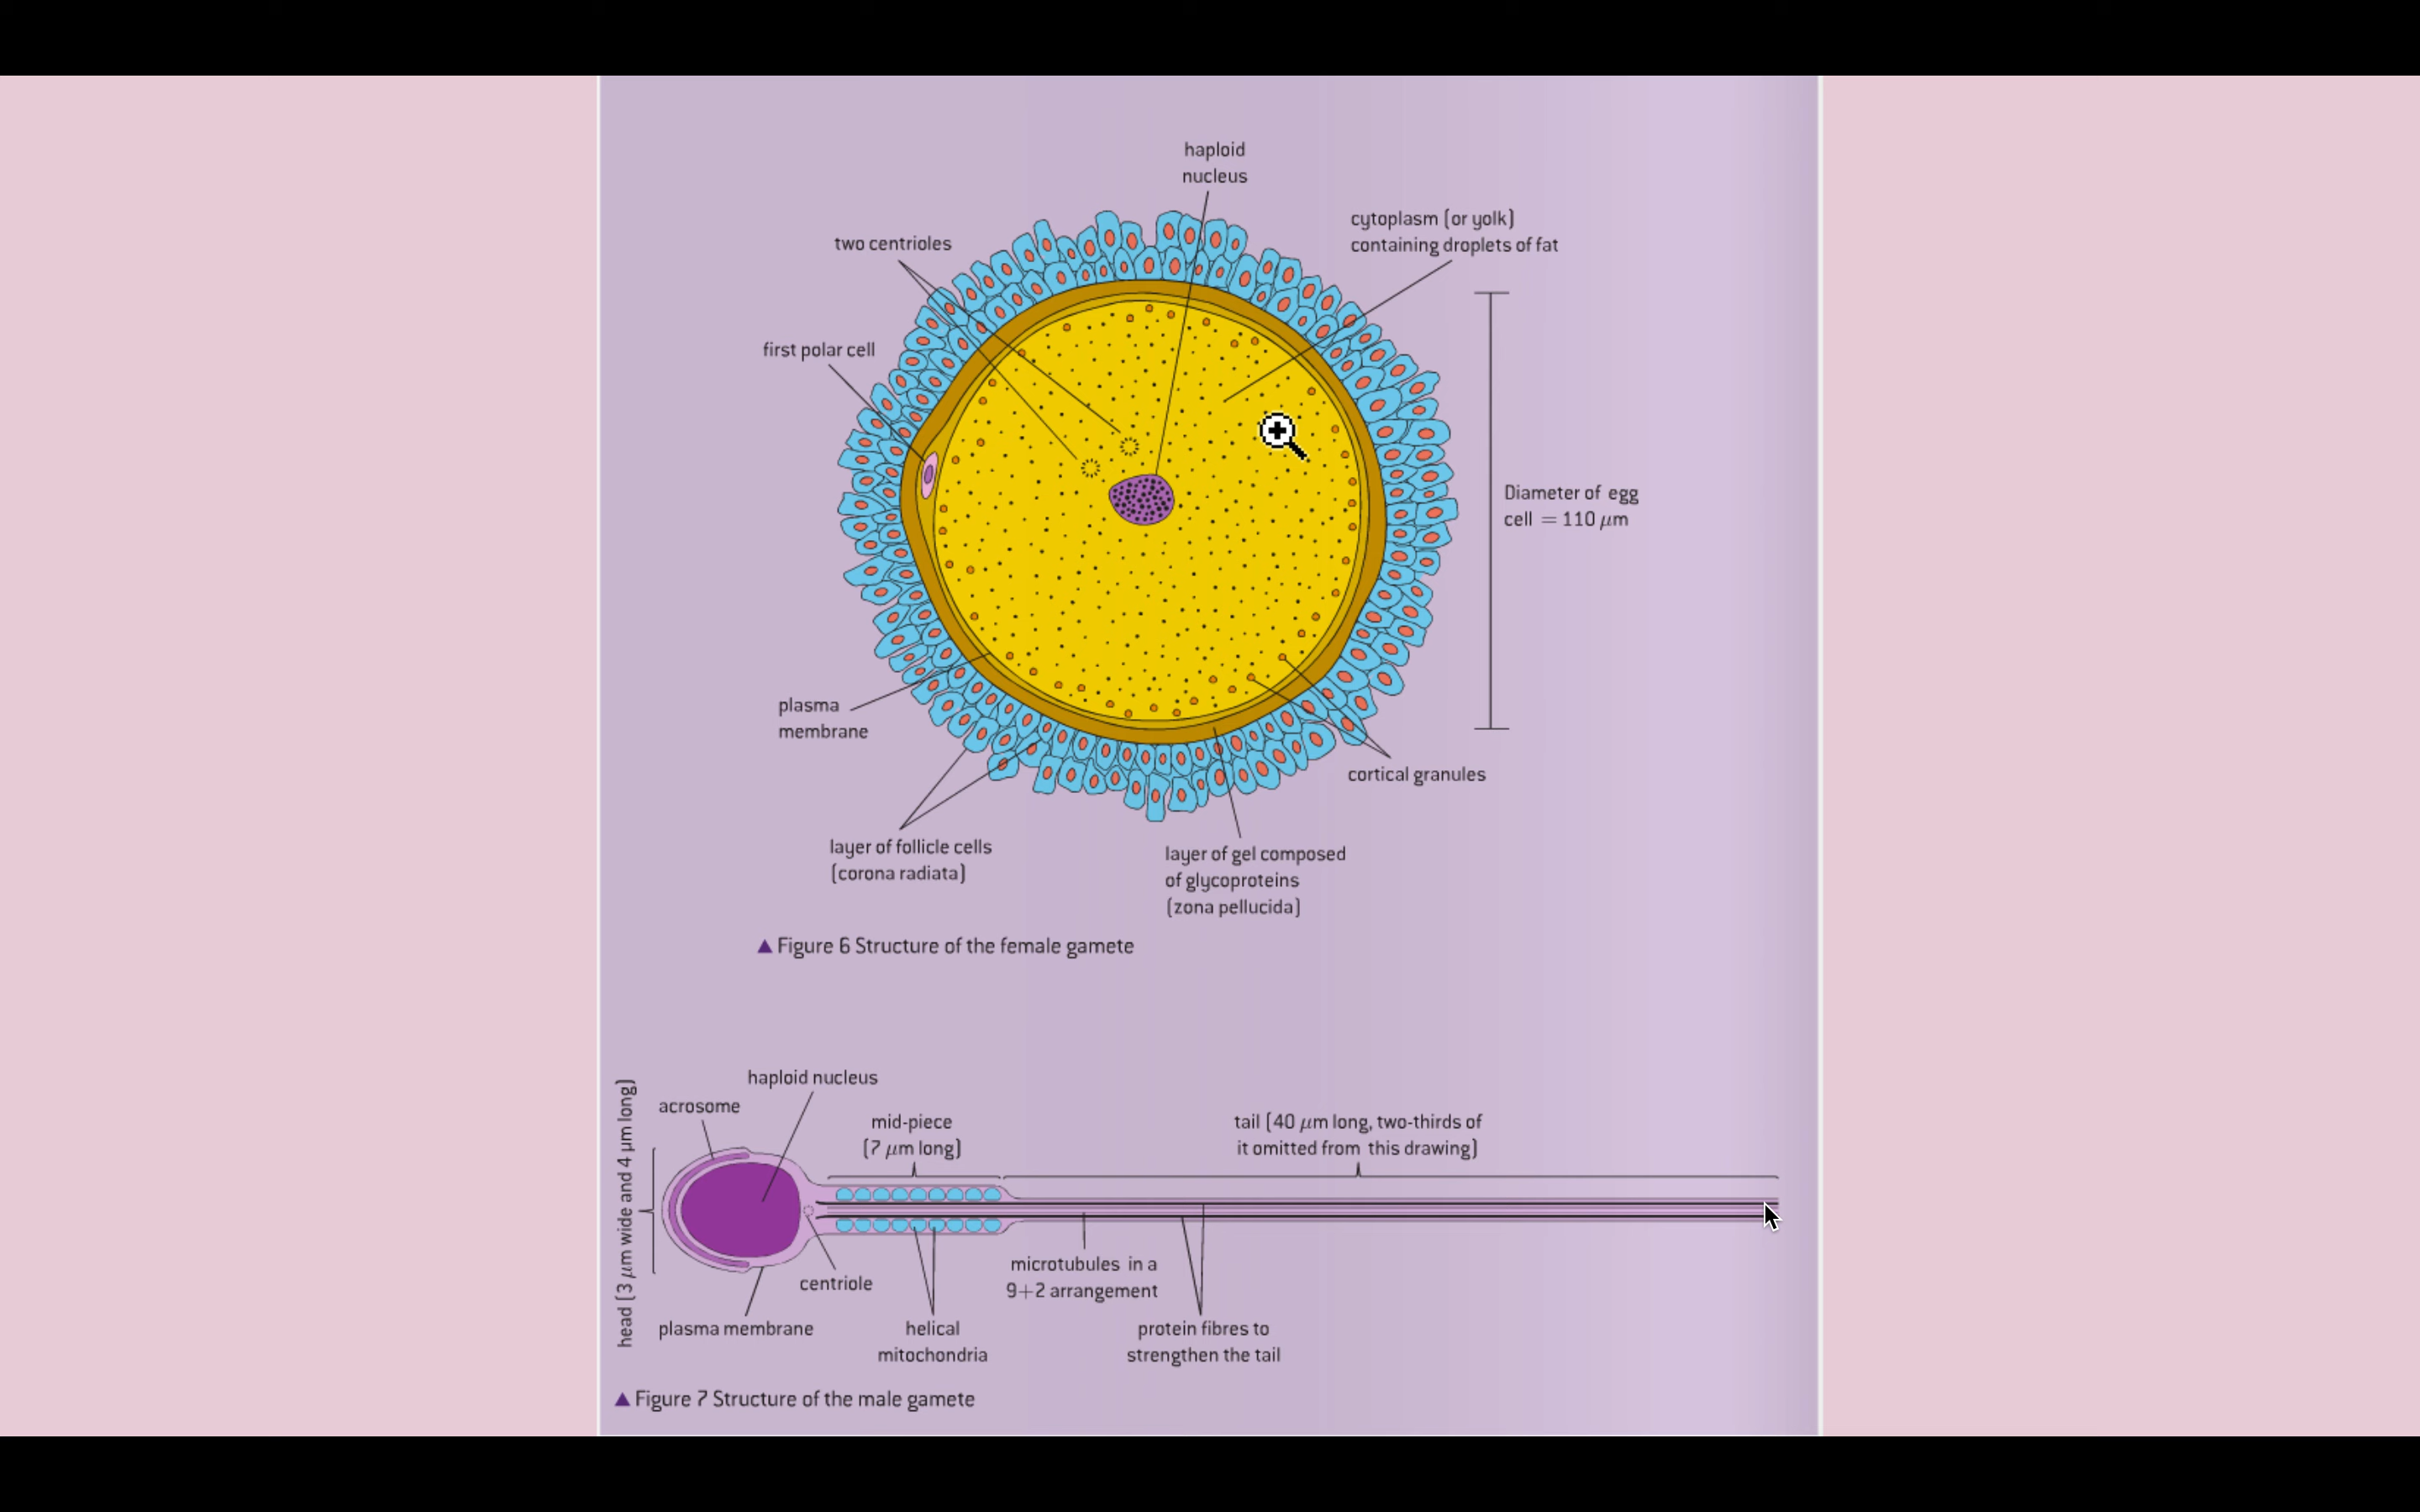 haploid
nucleus
cytoplasm (or yolk)
containing droplets of fat
two centrioles
first polar cell
Diameter of egg
cell = 110 μm
plasma
membrane
cortical granules
layer of follicle cells
(corona radiata)
layer of gel composed
of glycoproteins
(zona pellucida)
▲ Figure 6 Structure of the female gamete
head (3 μm wide and 4 μm long)
haploid nucleus
acrosome
mid-piece
(7 μm long)
tail (40 μm long, two-thirds of
it omitted from this drawing)
centriole
plasma membrane
helical
mitochondria
microtubules in a
9+2 arrangement
protein fibres to
strengthen the tail
▲ Figure 7 Structure of the male gamete